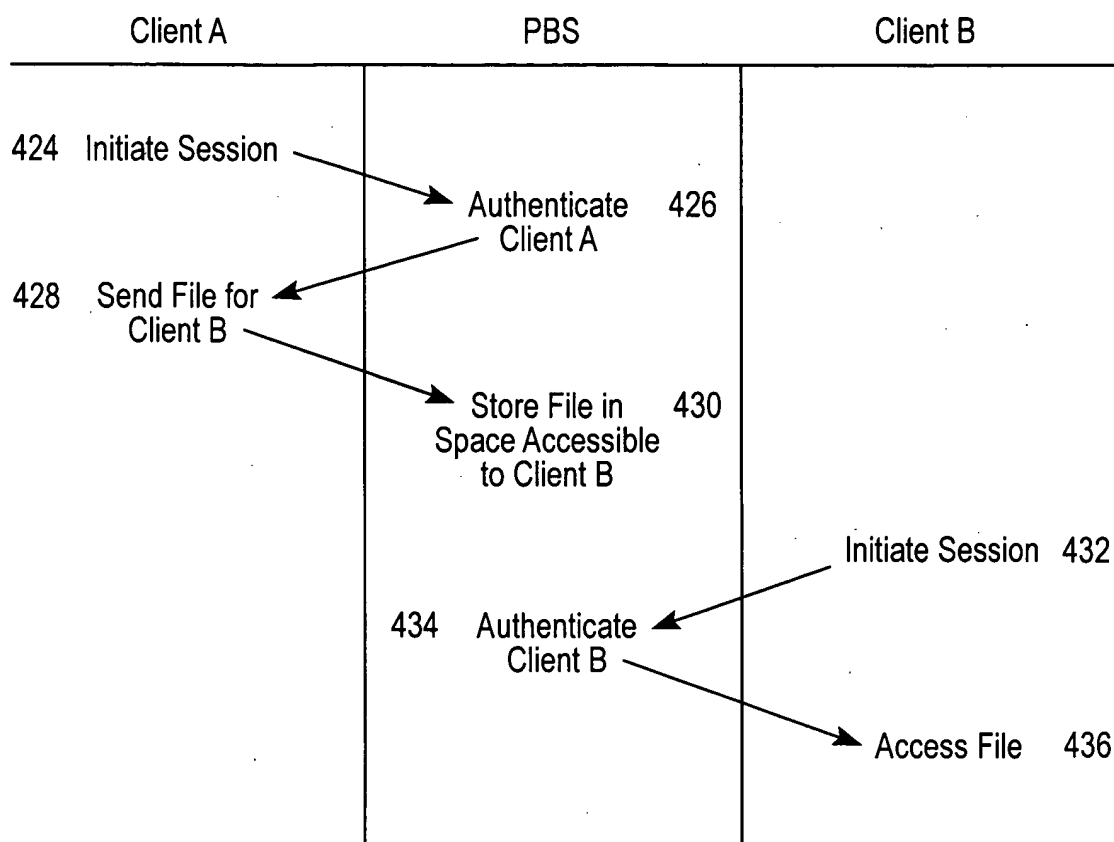 Client A PBS Client B
424 Initiate Session
Authenticate 426
Client A
428 Send File for
Client B
Store File in 430
Space Accessible
to Client B
Initiate Session 432
434 Authenticate
Client B
Access File 436